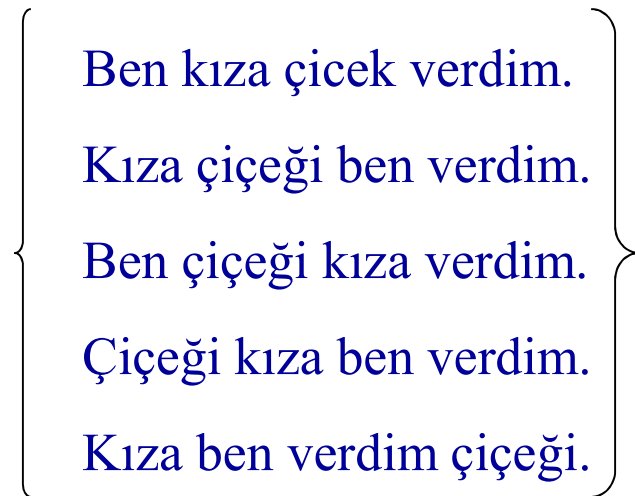 Ben kıza çicek verdim.
Kıza çiçeği ben verdim.
Ben çiçeği kıza verdim.
Çiçeği kıza ben verdim.
Kıza ben verdim çiçeği.